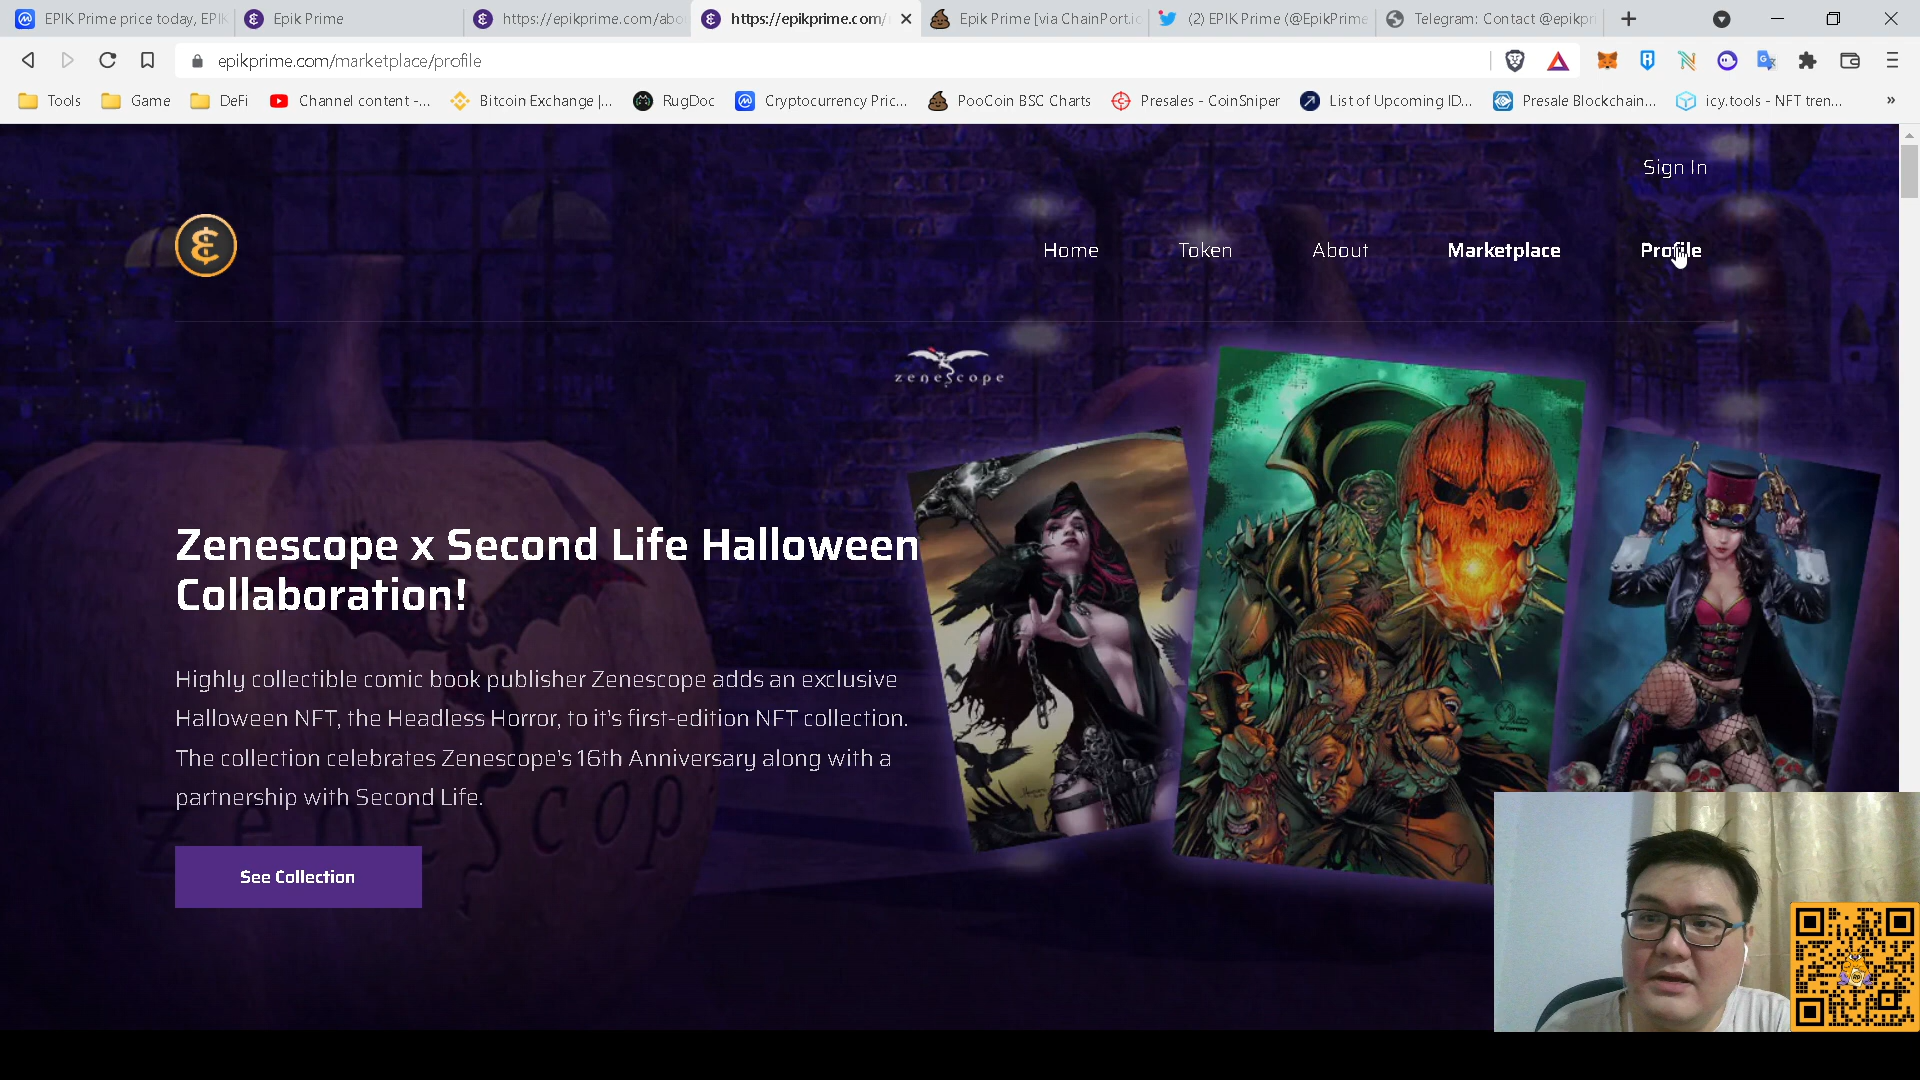 EPIK Prime price today, EPIK
Epik Prime
https://epikprime.com/abo
https://epikprime.com/
Epik Prime [via ChainPort.io
(2) EPIK Prime (@EpikPrime
Telegram: Contact @epikpri
epikprime.com/marketplace/profile
Tools
Game
DeFi
Channel content -...
Bitcoin Exchange |...
RugDoc
Cryptocurrency Pric...
PooCoin BSC Charts
Presales - CoinSniper
List of Upcoming ID...
Presale Blockchain...
icy.tools - NFT tren...
»
Sign In
Home
Token
About
Marketplace
Profile
zenescope
Zenescope x Second Life Halloween
Collaboration!
Highly collectible comic book publisher Zenescope adds an exclusive
Halloween NFT, the Headless Horror, to it's first-edition NFT collection.
The collection celebrates Zenescope's 16th Anniversary along with a
partnership with Second Life.
zenescop
See Collection